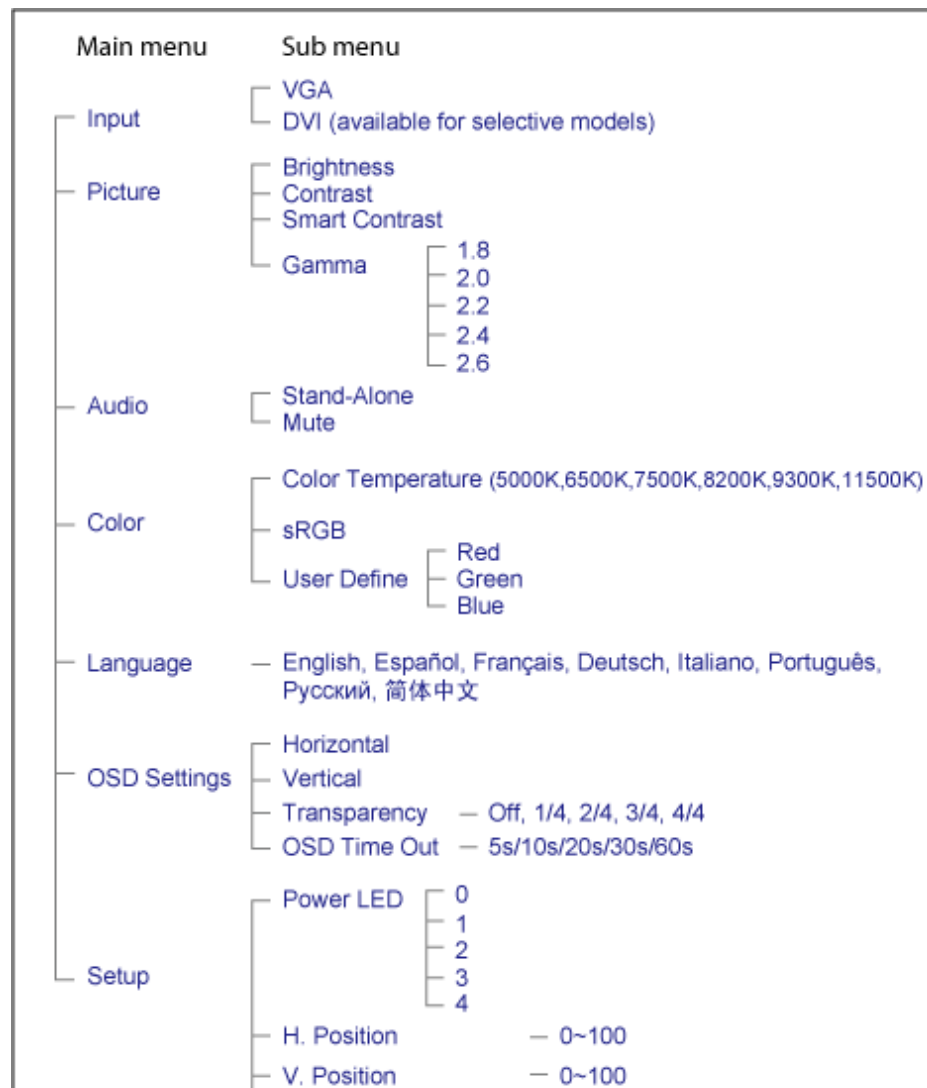 Main menu Sub menu
VGA
Input DVI (available for selective models)
Brightness
Picture Contrast
Smart Contrast
Gamma 1.8
2.0
2.2
2.4
2.6
Audio Stand-Alone
Mute
Color Temperature (5000K,6500K,7500K,8200K,9300K,11500K)
Color sRGB
Red
User Define Green
Blue
Language English, Español, Français, Deutsch, Italiano, Português,
Русский, 简体中文
Horizontal
OSD Settings Vertical
Transparency Off, 1/4, 2/4, 3/4, 4/4
OSD Time Out 5s/10s/20s/30s/60s
Power LED 0
1
2
Setup 3
4
H. Position 0~100
V. Position 0~100